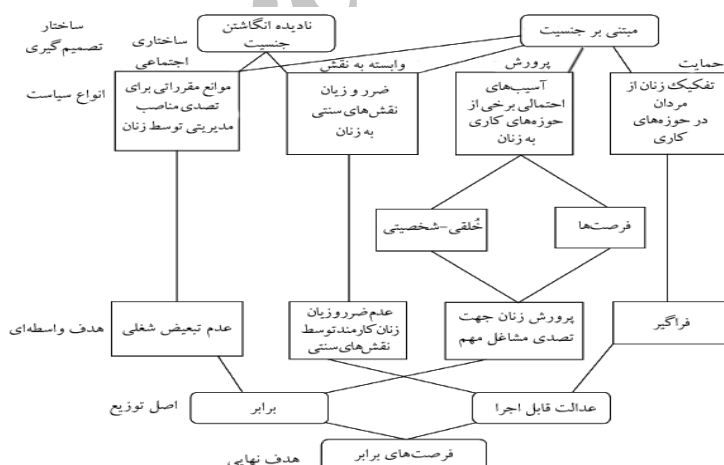 ساختار
تصمیم‌گیری
نادیده انگاشتن
جنسیت
مبتنی بر جنسیت
ساختاری
اجتماعی
وابسته به نقش
پرورش
حمایت
انواع سیاست
موانع مقرراتی برای
تصدی مناصب
مدیریتی توسط زنان
ضرر و زیان
نقش‌های سنتی
به زنان
آسیب‌های
احتمالی برخی از
حوزه‌های کاری
به زنان
تفکیک زنان از
مردان
در حوزه‌های
کاری
خُلقی-شخصیتی
فرصت‌ها
هدف واسطه‌ای
عدم تبعیض شغلی
عدم ضرر و زیان
زنان کارمند توسط
نقش‌های سنتی
پرورش زنان جهت
تصدی مشاغل مهم
فراگیر
اصل توزیع
برابر
عدالت قابل اجرا
هدف نهایی
فرصت‌های برابر